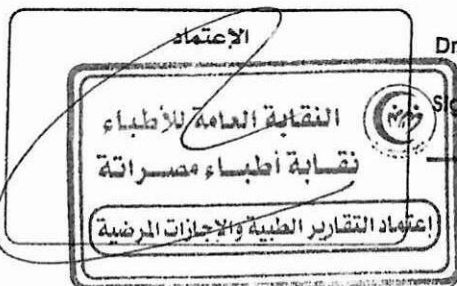 الإعتماد
Dr
Sig
النقابة العامة للأطباء
نقابة أطباء مصراتة
إعتماد التقارير الطبية والإجازات المرضية